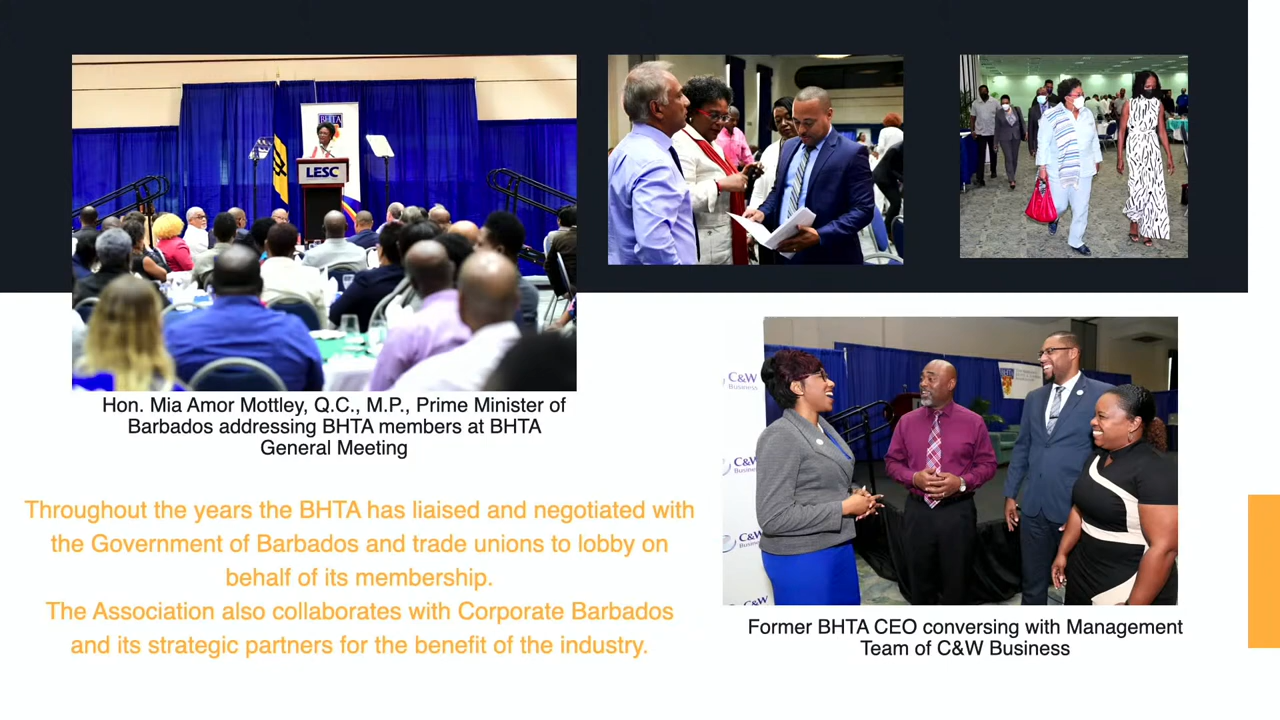 BHTA
LESC
Hon. Mia Amor Mottley, Q.C., M.P., Prime Minister of
Barbados addressing BHTA members at BHTA
General Meeting
Throughout the years the BHTA has liaised and negotiated with
the Government of Barbados and trade unions to lobby on
behalf of its membership.
The Association also collaborates with Corporate Barbados
and its strategic partners for the benefit of the industry.
C&W
Business
C&W
Business
C&W
Business
C&W
BHTA
Former BHTA CEO conversing with Management
Team of C&W Business